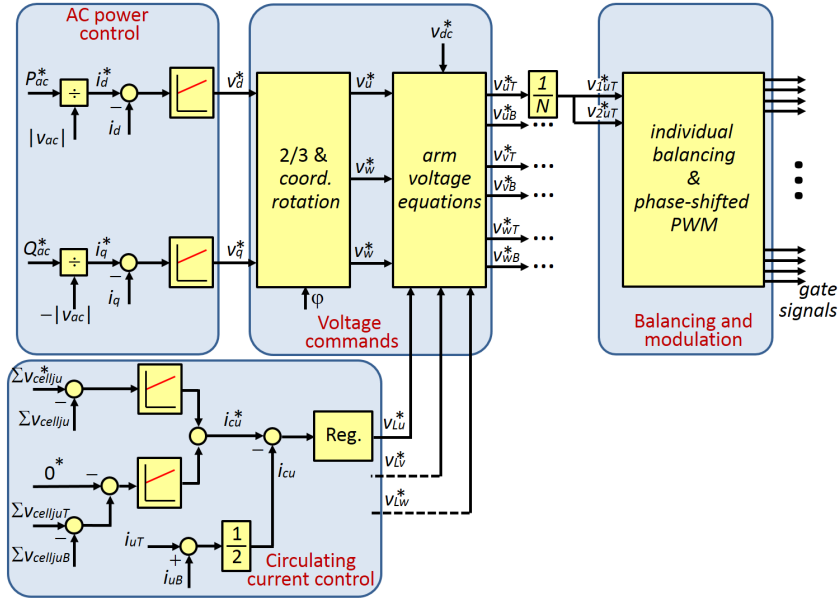 AC power
control
P*ac
÷
i*d
−
|vac|
id
v*d
Q*ac
÷
i*q
−
−|vac|
iq
v*q
2/3 &
coord.
rotation
φ
v*u
v*w
v*w
v*dc
arm
voltage
equations
Voltage
commands
v*uT
v*uB
...
v*vT
...
v*vB
...
v*wT
...
v*wB
...
1
N
v*1uT
v*2uT
individual
balancing
&
phase-shifted
PWM
gate
signals
Balancing and
modulation
Σv*cellju
−
Σvcellju
0*
−
ΣvcelljuT
−
ΣvcelljuB
i*cu
−
icu
Reg.
v*Lu
v*Lv
v*Lw
iuT
+
iuB
1
2
Circulating
current control